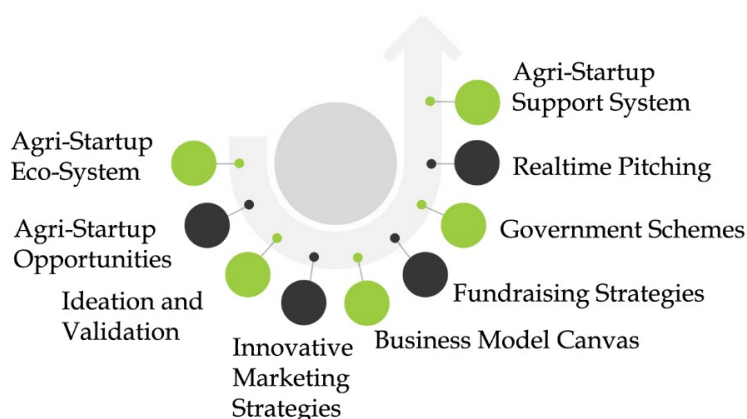 Agri-Startup
Eco-System
Agri-Startup
Opportunities
Ideation and
Validation
Innovative
Marketing
Strategies
Business Model Canvas
Fundraising Strategies
Government Schemes
Realtime Pitching
Agri-Startup
Support System